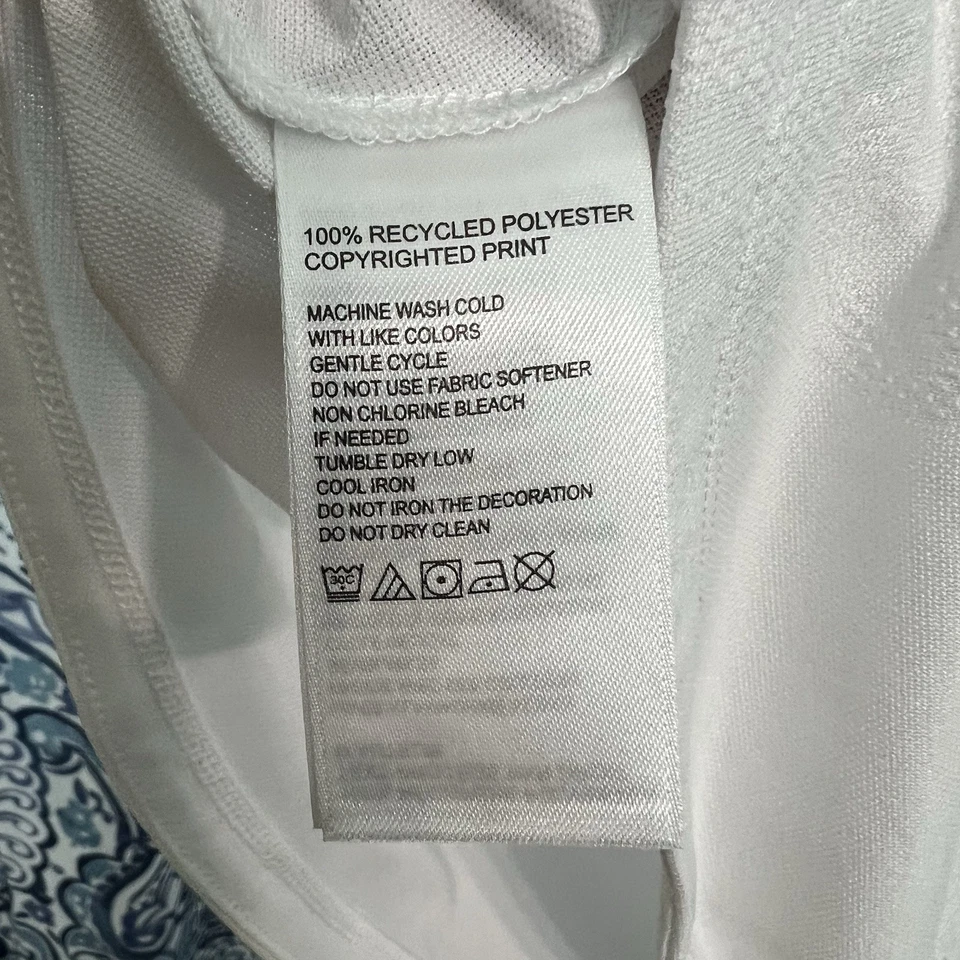 100% RECYCLED POLYESTER
COPYRIGHTED PRINT
MACHINE WASH COLD
WITH LIKE COLORS
GENTLE CYCLE
DO NOT USE FABRIC SOFTENER
NON CHLORINE BLEACH
IF NEEDED
TUMBLE DRY LOW
COOL IRON
DO NOT IRON THE DECORATION
DO NOT DRY CLEAN
30C